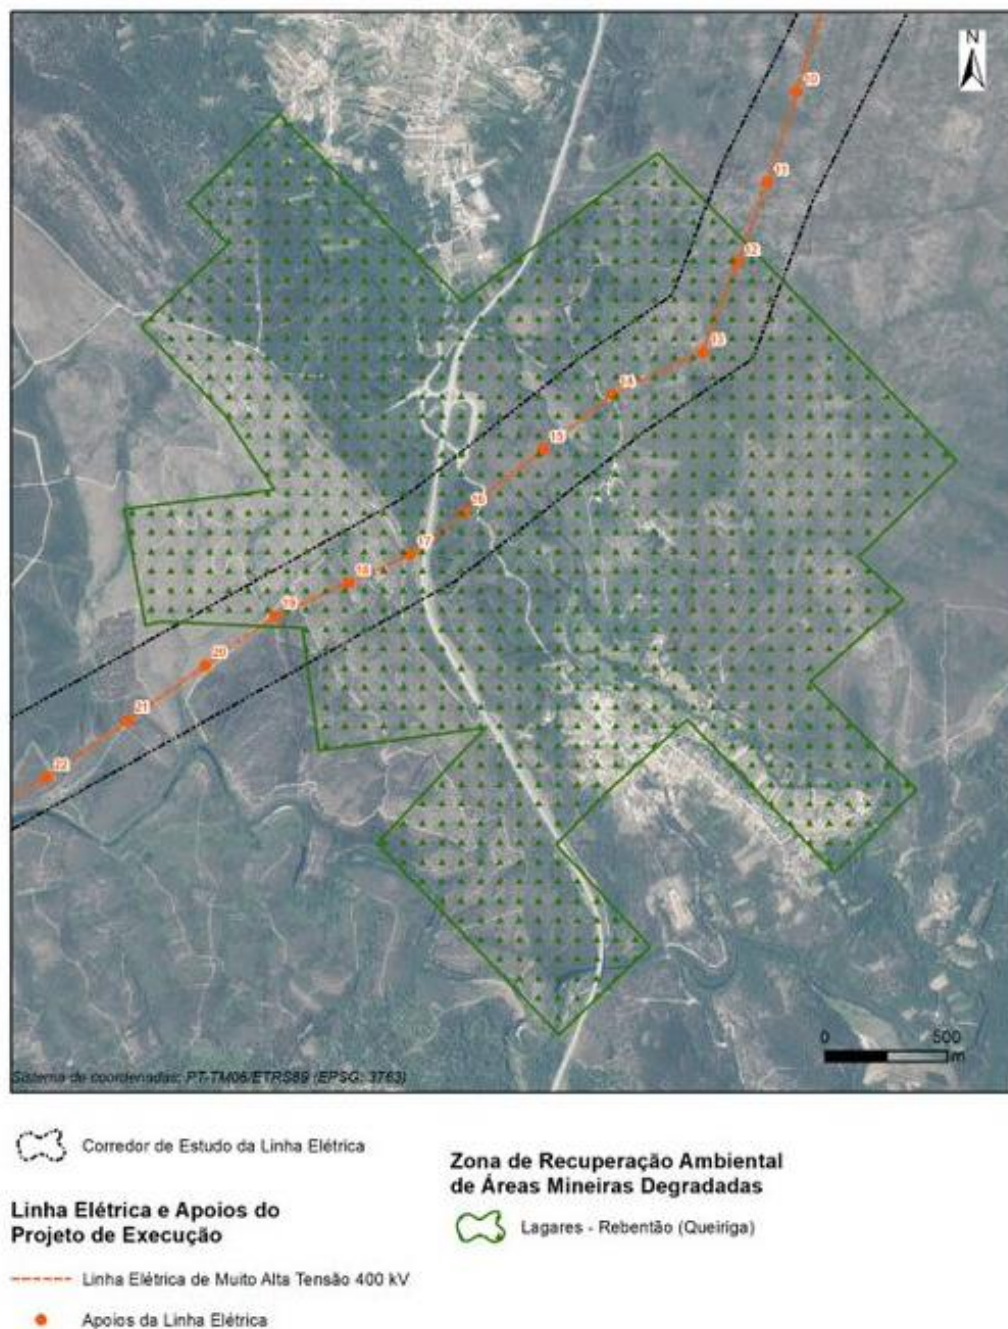 N
10
11
12
13
14
15
16
17
18
19
20
21
22
0 500
m
Sistema de coordenadas: PT-TM06/ETRS89 (EPSG: 3763)
Corredor de Estudo da Linha Elétrica
Linha Elétrica e Apoios do
Projeto de Execução
Linha Elétrica de Muito Alta Tensão 400 kV
Apoios da Linha Elétrica
Zona de Recuperação Ambiental
de Áreas Mineiras Degradadas
Lagares - Rebentão (Queiriga)